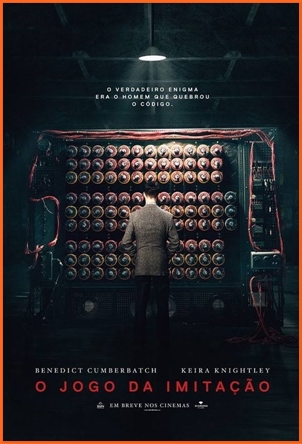 O VERDADEIRO ENIGMA
ERA O HOMEM QUE QUEBROU
O CÓDIGO.
BENEDICT CUMBERBATCH KEIRA KNIGHTLEY
O JOGO DA IMITAÇÃO
EM BREVE NOS CINEMAS